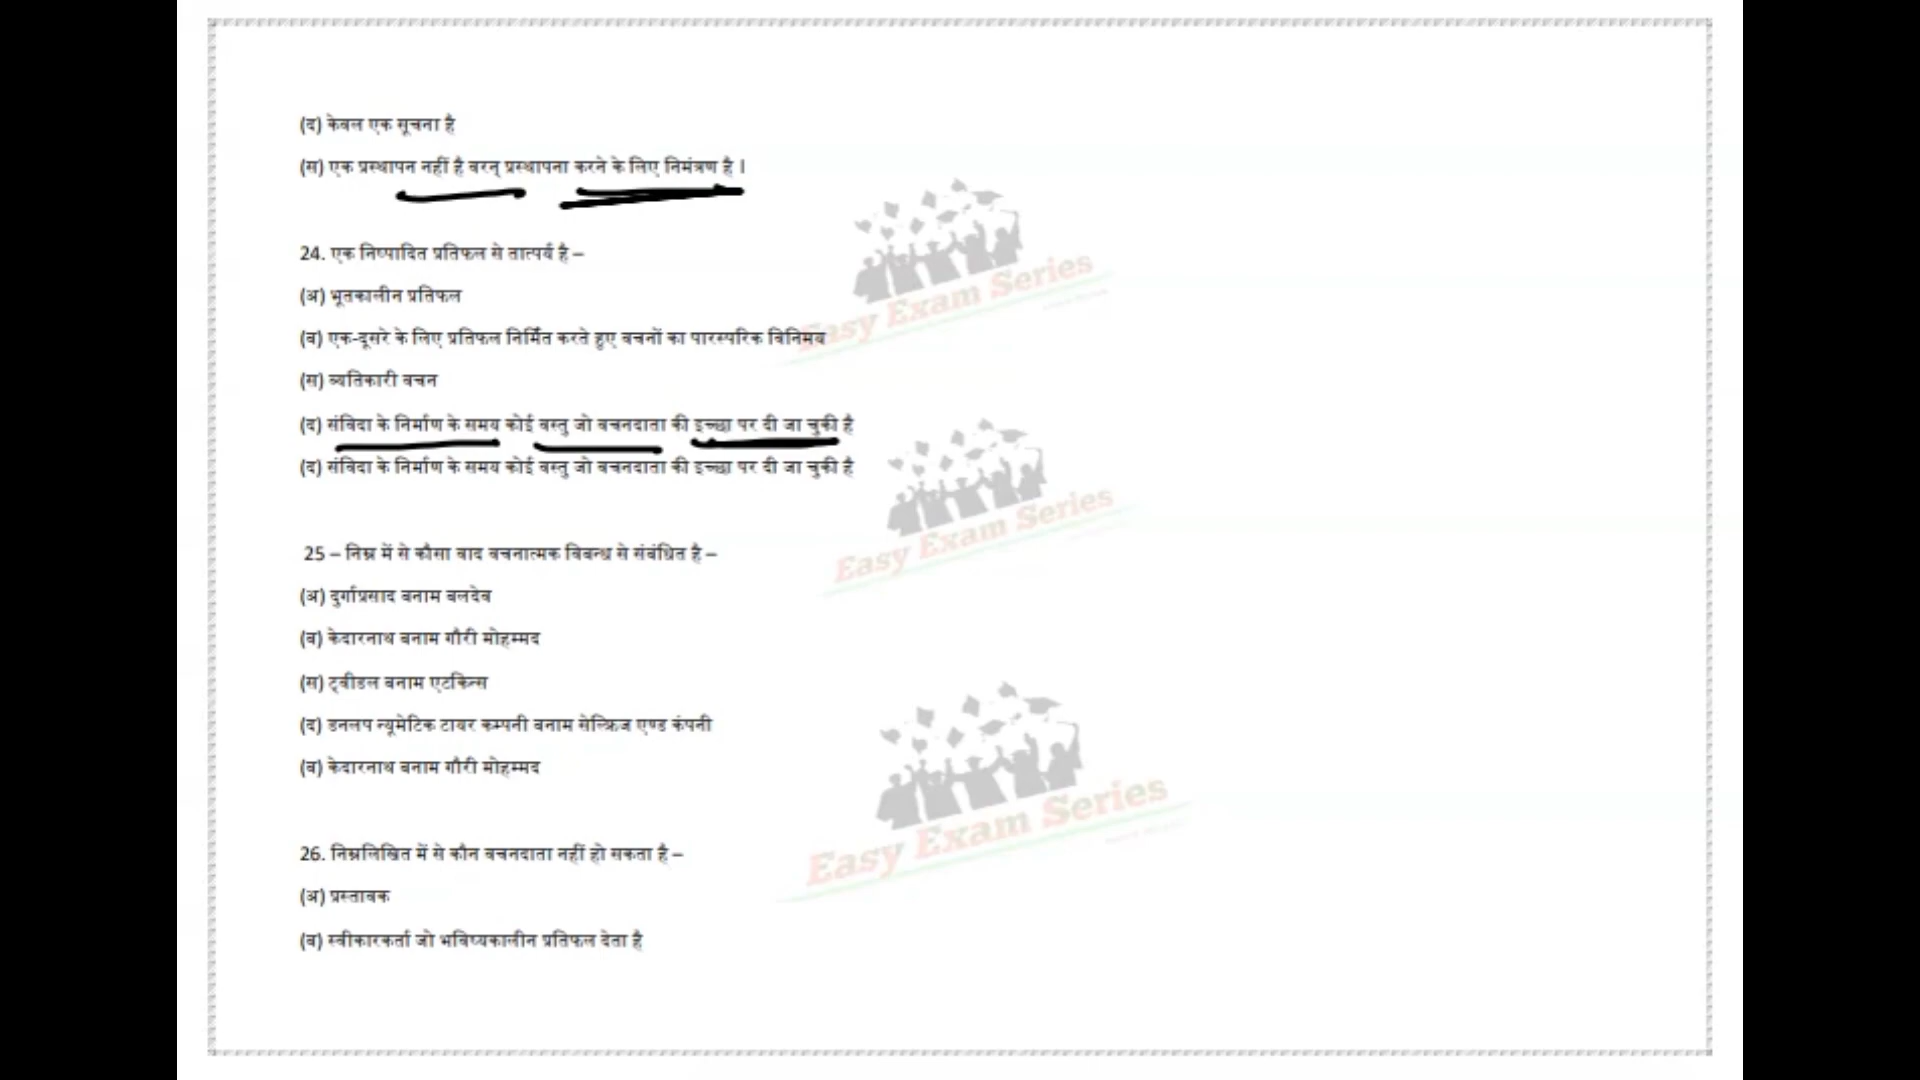 (द) केवल एक सूचना है
(स) एक प्रस्थापन नहीं है वरन् प्रस्थापना करने के लिए निमंत्रण है ।
24. एक निष्पादित प्रतिफल से तात्पर्य है –
(अ) भूतकालीन प्रतिफल
(ब) एक-दूसरे के लिए प्रतिफल निर्मित करते हुए वचनों का पारस्परिक विनिमय
(स) व्यतिकारी वचन
(द) संविदा के निर्माण के समय कोई वस्तु जो वचनदाता की इच्छा पर दी जा चुकी है
(द) संविदा के निर्माण के समय कोई वस्तु जो वचनदाता की इच्छा पर दी जा चुकी है
25 – निम्न में से कौसा वाद वचनात्मक विबन्ध से संबंधित है –
(अ) दुर्गाप्रसाद बनाम बलदेव
(ब) केदारनाथ बनाम गौरी मोहम्मद
(स) ट्वीडल बनाम एटकिन्स
(द) डनलप न्यूमेटिक टायर कम्पनी बनाम सेल्फ्रिज एण्ड कंपनी
(ब) केदारनाथ बनाम गौरी मोहम्मद
26. निम्नलिखित में से कौन वचनदाता नहीं हो सकता है –
(अ) प्रस्तावक
(ब) स्वीकारकर्ता जो भविष्यकालीन प्रतिफल देता है
Easy Exam Series
Easy Exam Series
Easy Exam Series